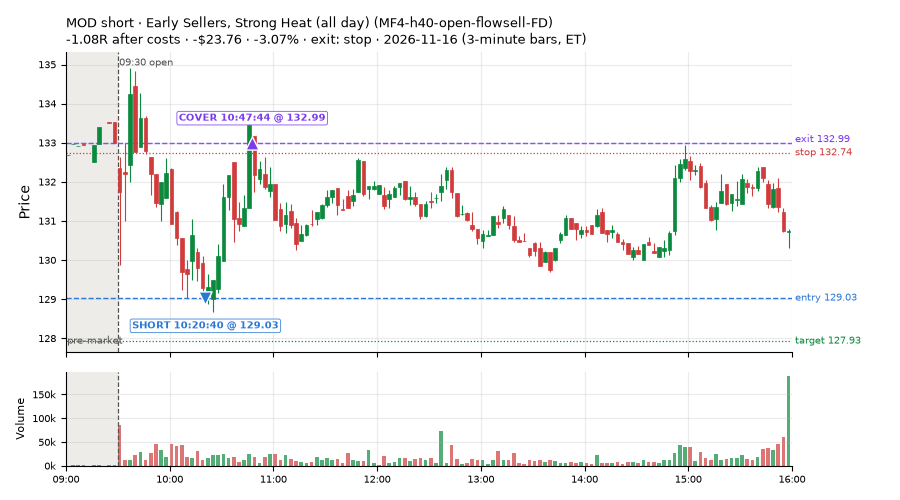 MOD short · Early Sellers, Strong Heat (all day) (MF4-h40-open-flowsell-FD)
-1.08R after costs · -$23.76 · -3.07% · exit: stop · 2026-11-16 (3-minute bars, ET)
09:30 open
135
134
COVER 10:47:44 @ 132.99
133
exit 132.99
stop 132.74
132
Price
131
130
129
entry 129.03
SHORT 10:20:40 @ 129.03
128
pre-market
target 127.93
Volume
150k
100k
50k
0k
09:00
10:00
11:00
12:00
13:00
14:00
15:00
16:00